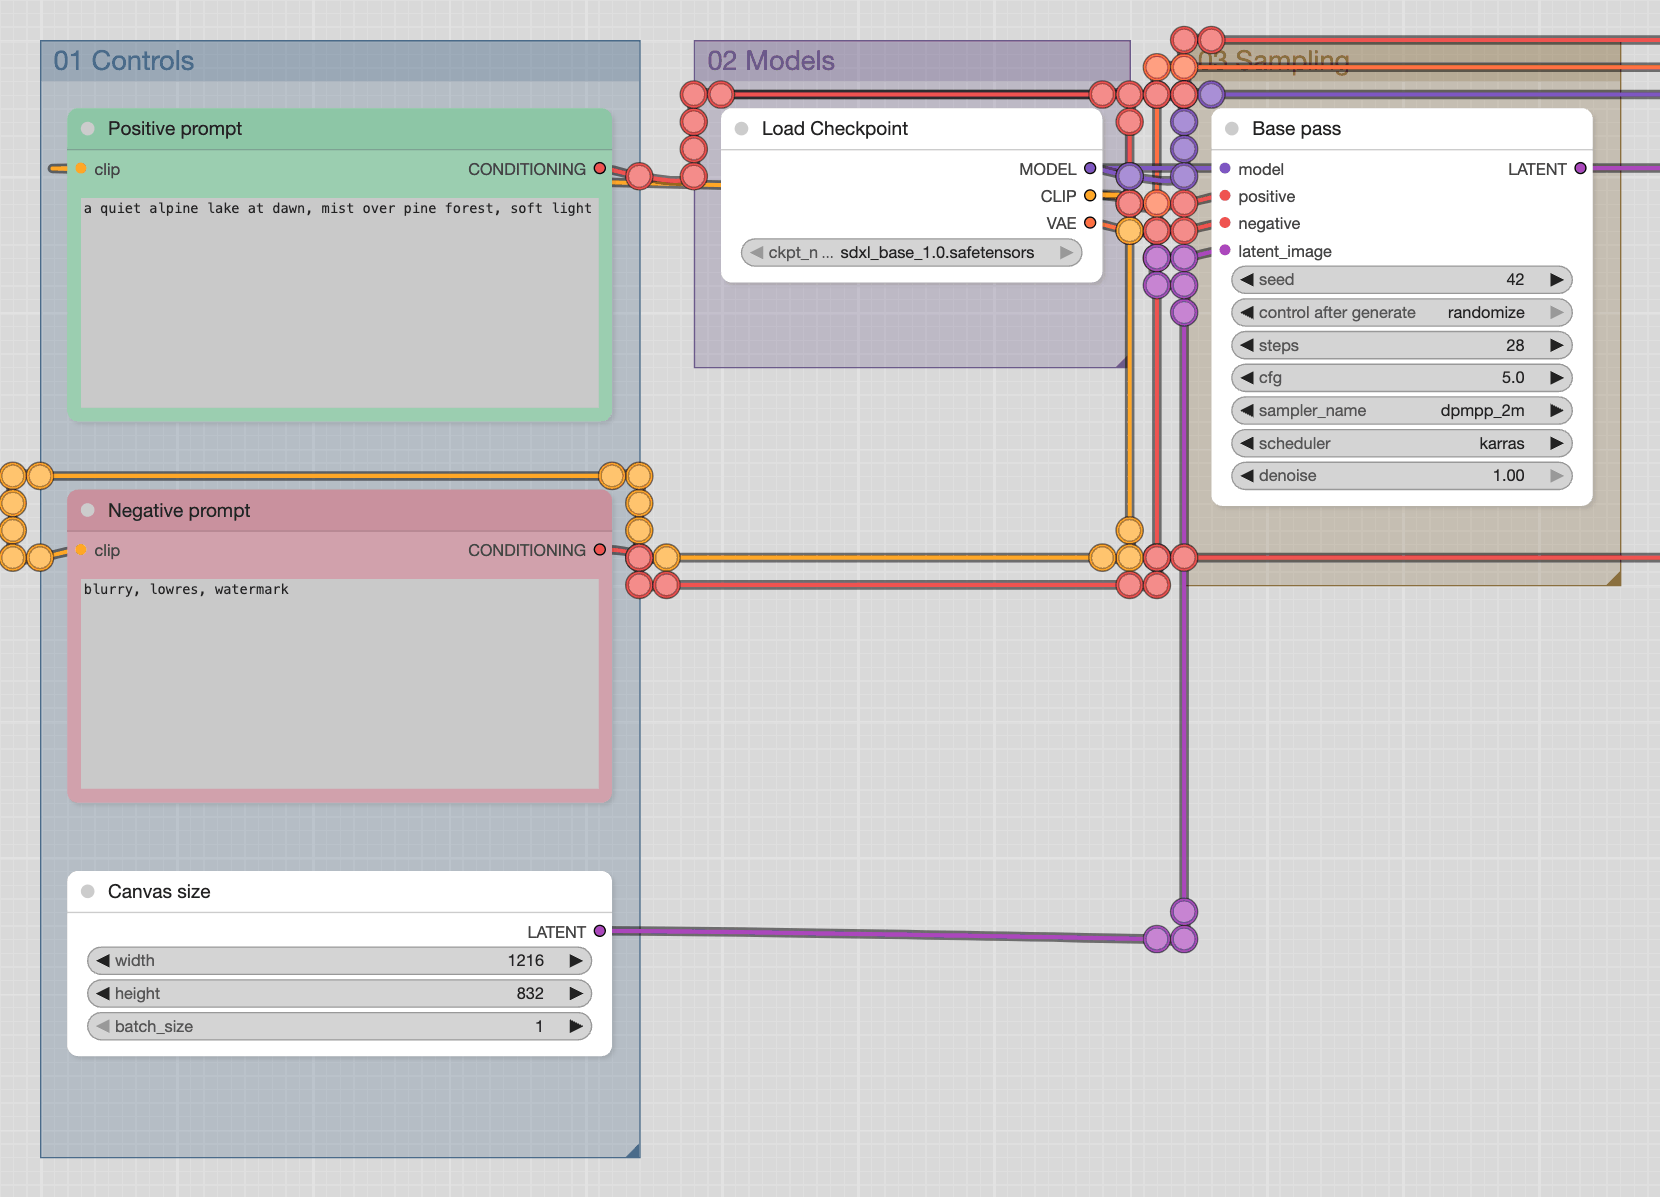 01 Controls
Positive prompt
clip
CONDITIONING
a quiet alpine lake at dawn, mist over pine forest, soft light
Negative prompt
clip
CONDITIONING
blurry, lowres, watermark
Canvas size
LATENT
width 1216
height 832
batch_size 1
02 Models
Load Checkpoint
MODEL
CLIP
VAE
ckpt_n ... sdxl_base_1.0.safetensors
03 Sampling
Base pass
model LATENT
positive
negative
latent_image
seed 42
control after generate randomize
steps 28
cfg 5.0
sampler_name dpmpp_2m
scheduler karras
denoise 1.00